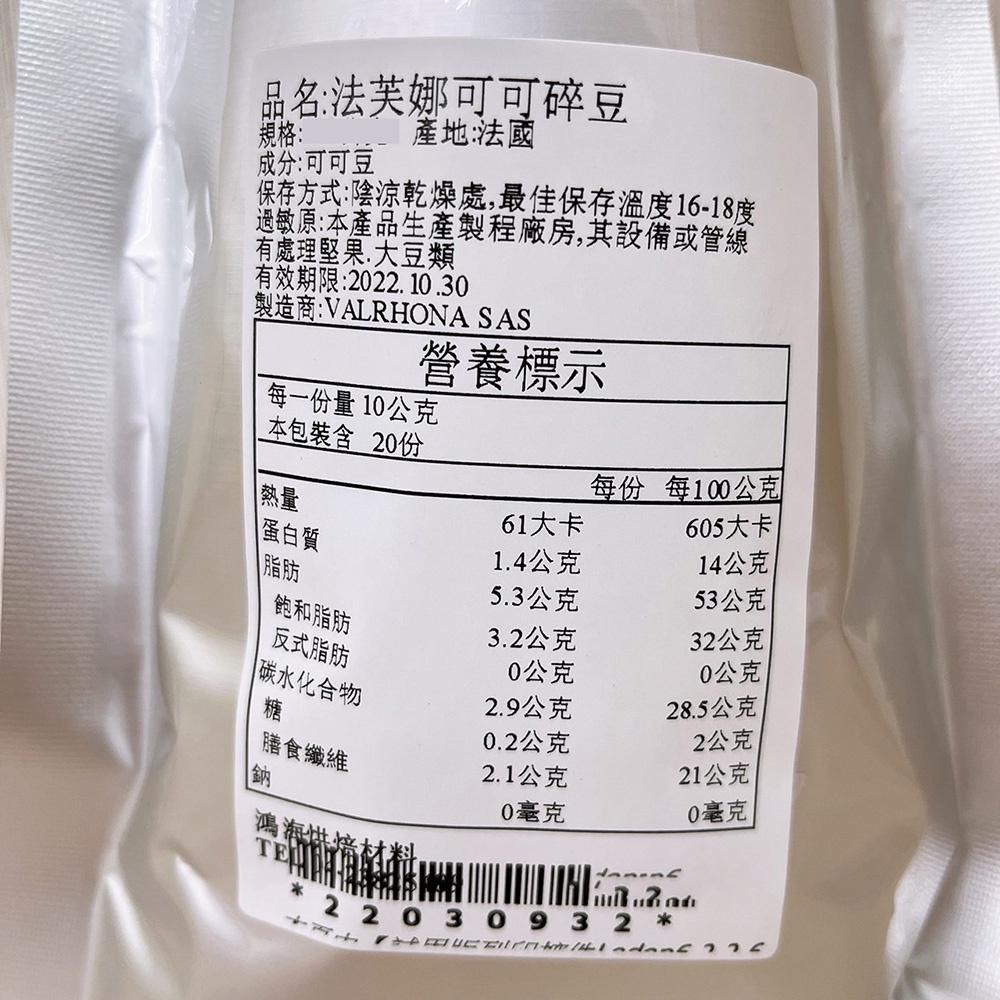 品名:法芙娜可可碎豆
規格: 產地:法國
成分:可可豆
保存方式:陰涼乾燥處,最佳保存溫度16-18度
過敏原:本產品生產製程廠房,其設備或管線
有處理堅果.大豆類
有效期限:2022.10.30
製造商:VALRHONA SAS
營養標示
每一份量 10公克
本包裝含 20份
每份 每100公克
熱量 61大卡 605大卡
蛋白質 1.4公克 14公克
脂肪 5.3公克 53公克
飽和脂肪 3.2公克 32公克
反式脂肪 0公克 0公克
碳水化合物 2.9公克 28.5公克
糖 0.2公克 2公克
膳食纖維 2.1公克 21公克
鈉 0毫克 0毫克
鴻海烘焙材料
*22030932*